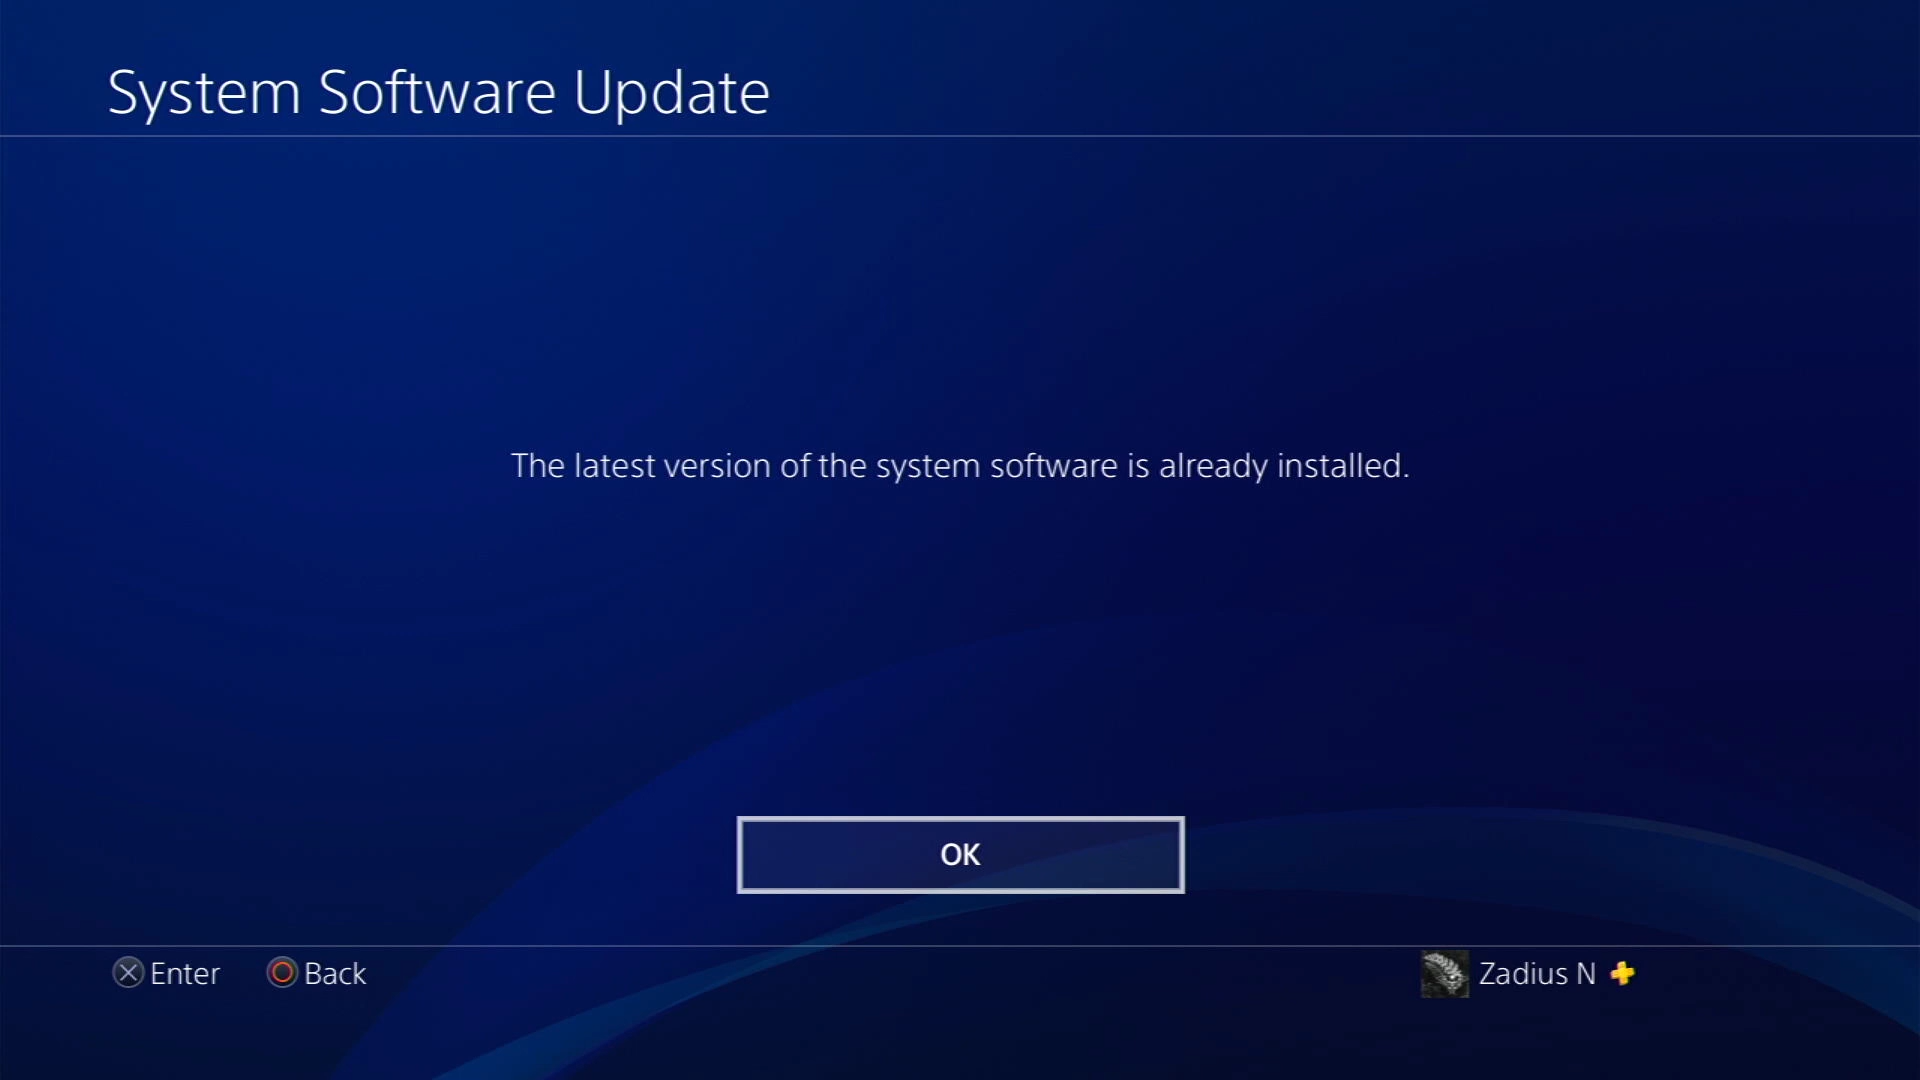 System Software Update
The latest version of the system software is already installed.
OK
Enter
Back
Zadius N